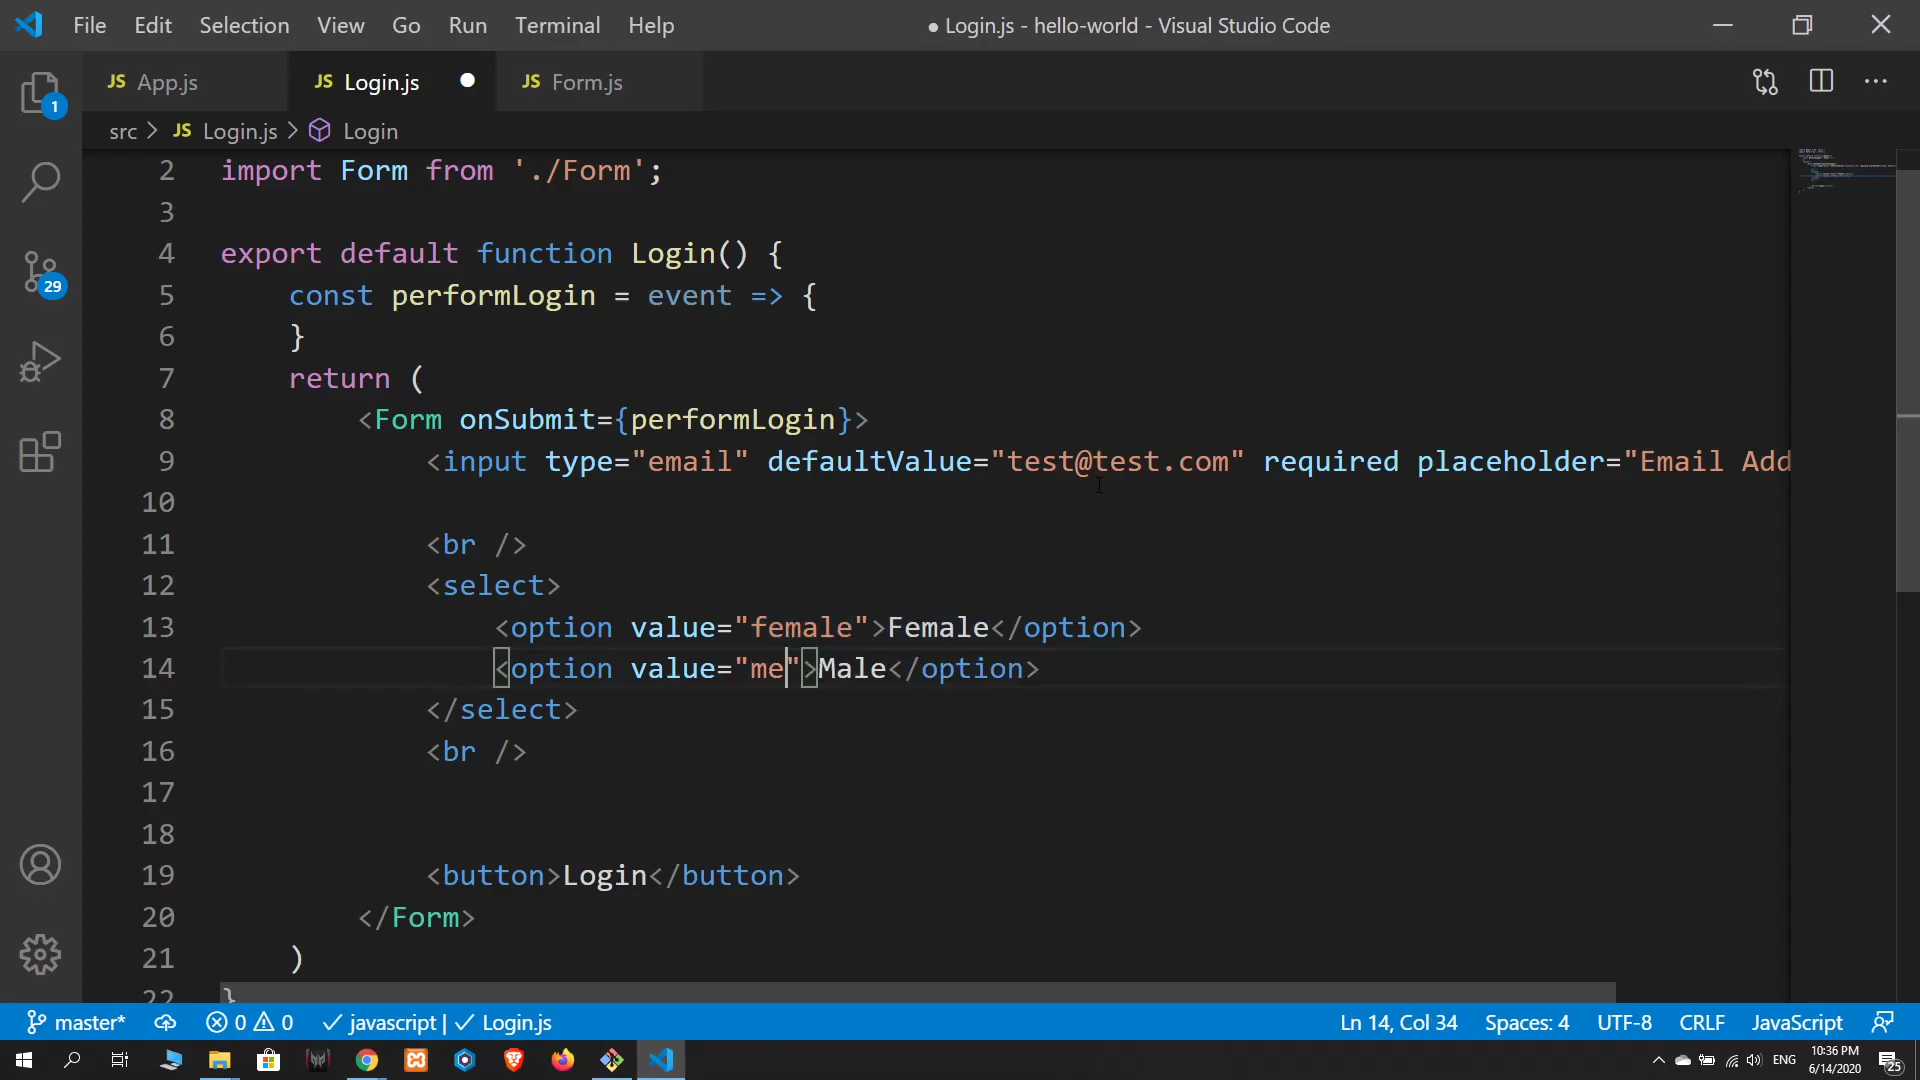 File Edit Selection View Go Run Terminal Help ● Login.js - hello-world - Visual Studio Code
JS App.js JS Login.js ● JS Form.js
1
src > JS Login.js > Login
2 import Form from './Form';
3
4 export default function Login() {
5 const performLogin = event => {
6 }
7 return (
8 <Form onSubmit={performLogin}>
9 <input type="email" defaultValue="test@test.com" required placeholder="Email Add
10
11 <br />
12 <select>
13 <option value="female">Female</option>
14 <option value="me">Male</option>
15 </select>
16 <br />
17
18
19 <button>Login</button>
20 </Form>
21 )
22 }
29
master* 0 0 javascript | Login.js Ln 14, Col 34 Spaces: 4 UTF-8 CRLF JavaScript
ENG 10:36 PM
6/14/2020 25